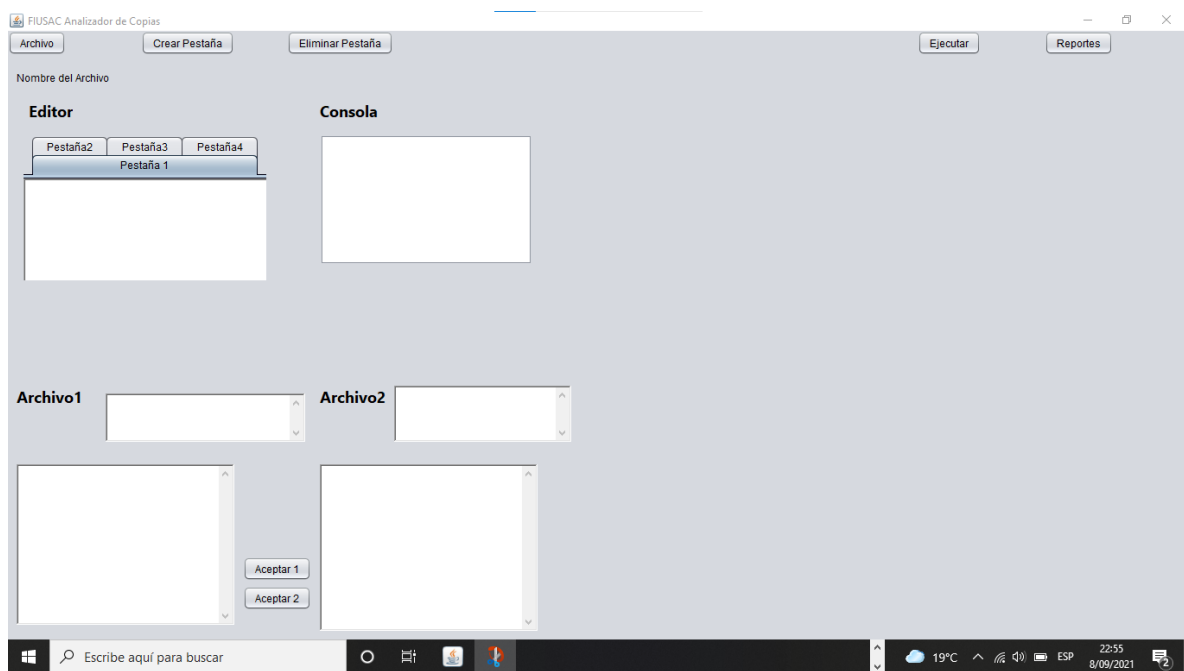 FIUSAC Analizador de Copias
Archivo Crear Pestaña Eliminar Pestaña Ejecutar Reportes
Nombre del Archivo
Editor Consola
Pestaña2 Pestaña3 Pestaña4
Pestaña 1
Archivo1 Archivo2
Aceptar 1
Aceptar 2
Escribe aquí para buscar 19°C ESP 22:55
8/09/2021 2